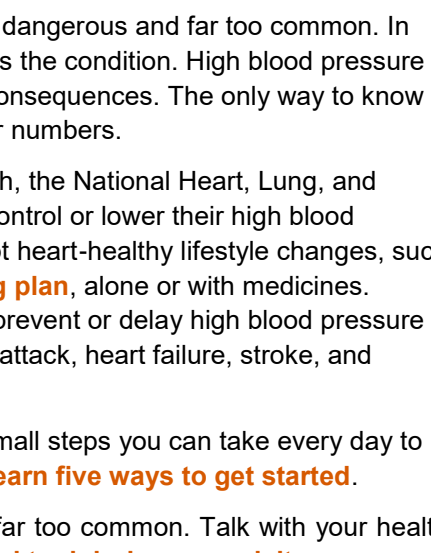 dangerous and far too common. In
s the condition. High blood pressure
onsequences. The only way to know
r numbers.
h, the National Heart, Lung, and
ontrol or lower their high blood
t heart-healthy lifestyle changes, suc
g plan, alone or with medicines.
prevent or delay high blood pressure
attack, heart failure, stroke, and
mall steps you can take every day to
earn five ways to get started.
far too common. Talk with your healt